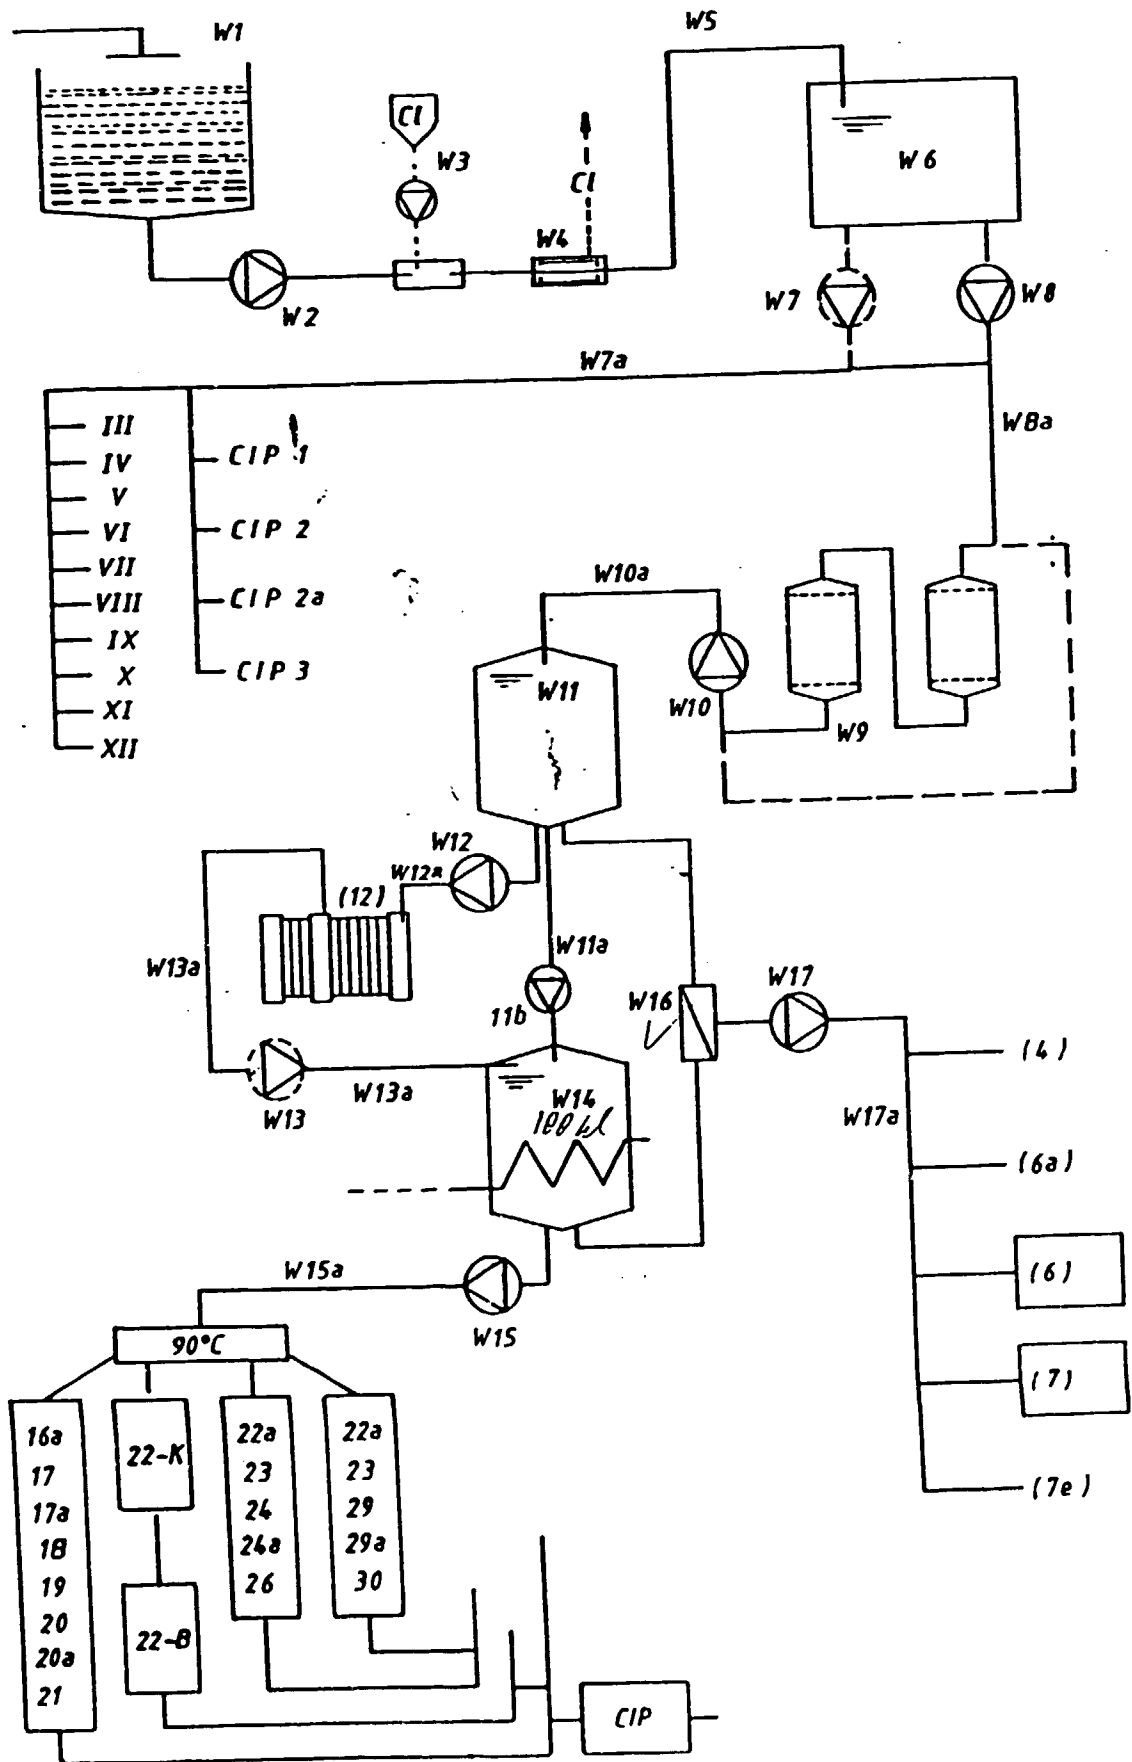 W1
W5
Cl
W3
Cl
W4
W6
W2
W7
W8
W7a
W8a
III
IV
V
VI
VII
VIII
IX
X
XI
XII
CIP 1
CIP 2
CIP 2a
CIP 3
W10a
W11
W10
W9
W12
W12a
(12)
W13a
W11a
11b
W16
W17
W13
W13a
W14
100 hl
W17a
(4)
(6a)
(6)
(7)
(7e)
W15a
W15
90°C
16a
17
17a
18
19
20
20a
21
22-K
22-B
22a
23
24
24a
26
22a
23
29
29a
30
CIP